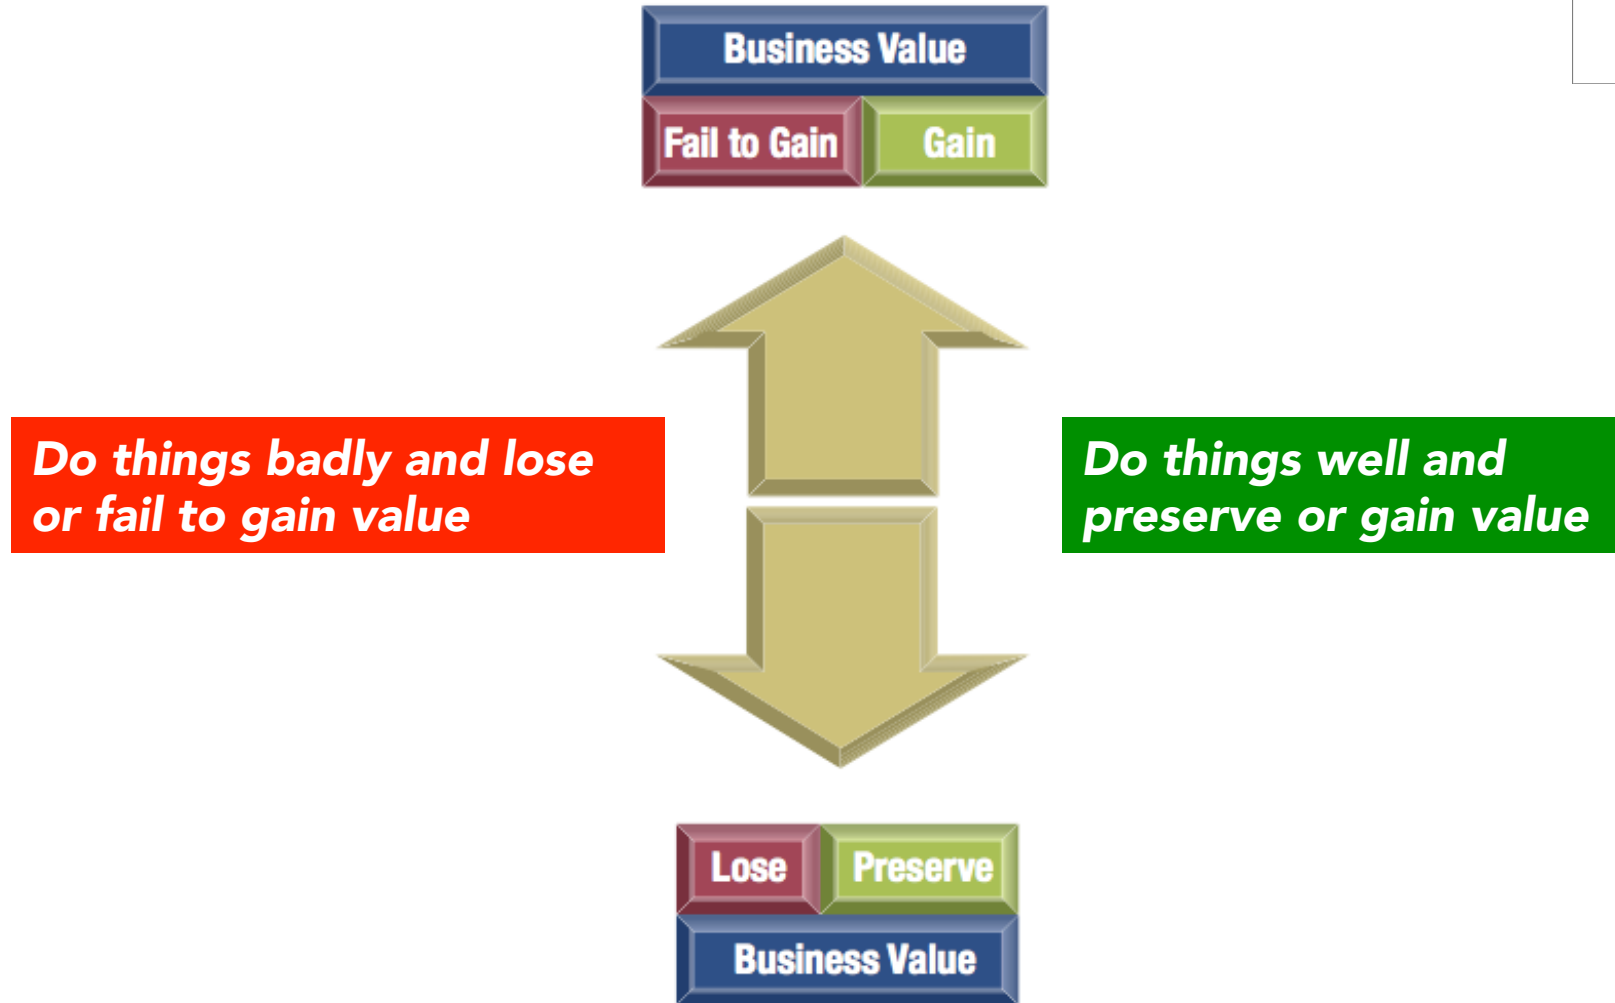 Business Value
Fail to Gain
Gain
Do things badly and lose
or fail to gain value
Do things well and
preserve or gain value
Lose
Preserve
Business Value